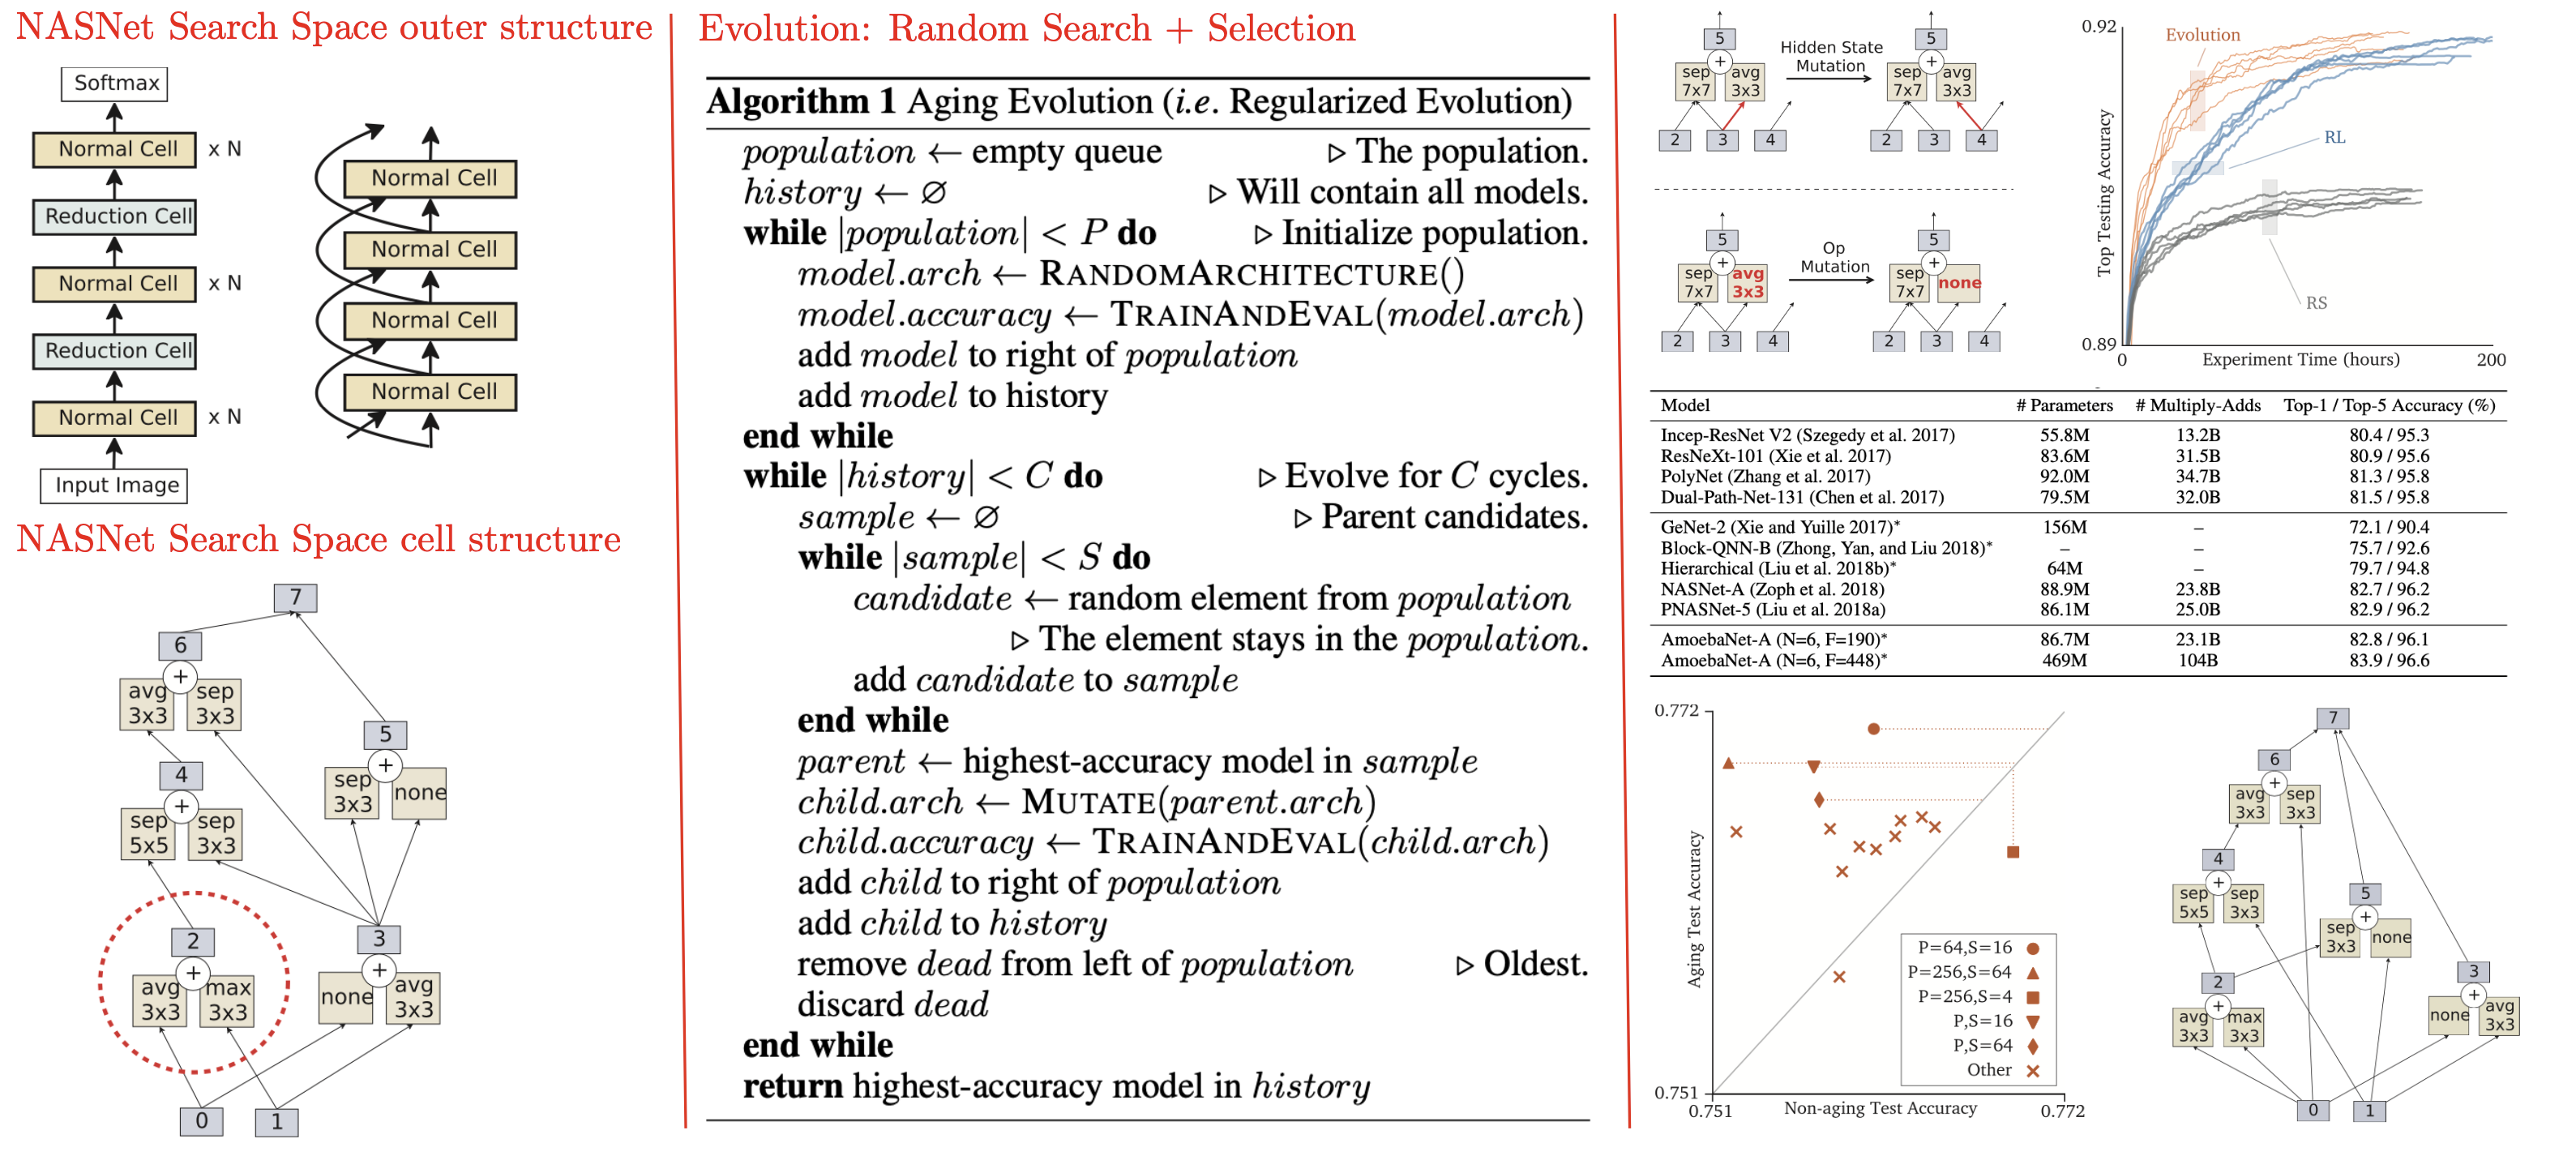 NASNet Search Space outer structure
Softmax
Normal Cell x N
Reduction Cell
Normal Cell x N
Reduction Cell
Normal Cell x N
Input Image
Normal Cell
Normal Cell
Normal Cell
Normal Cell
NASNet Search Space cell structure
7
6
+
avg 3x3
sep 3x3
5
+
sep 3x3
none
4
+
sep 5x5
sep 3x3
2
+
avg 3x3
max 3x3
3
+
none
avg 3x3
0
1
Evolution: Random Search + Selection
Algorithm 1 Aging Evolution (i.e. Regularized Evolution)
population ← empty queue ▷ The population.
history ← ∅ ▷ Will contain all models.
while |population| < P do ▷ Initialize population.
model.arch ← RANDOMARCHITECTURE()
model.accuracy ← TRAINANDEVAL(model.arch)
add model to right of population
add model to history
end while
while |history| < C do ▷ Evolve for C cycles.
sample ← ∅ ▷ Parent candidates.
while |sample| < S do
candidate ← random element from population
▷ The element stays in the population.
add candidate to sample
end while
parent ← highest-accuracy model in sample
child.arch ← MUTATE(parent.arch)
child.accuracy ← TRAINANDEVAL(child.arch)
add child to right of population
add child to history
remove dead from left of population ▷ Oldest.
discard dead
end while
return highest-accuracy model in history
5
+
sep 7x7
avg 3x3
2
3
4
Hidden State
Mutation
5
+
sep 7x7
avg 3x3
2
3
4
5
+
sep 7x7
avg 3x3
2
3
4
Op
Mutation
5
+
sep 7x7
none
2
3
4
0.92
Evolution
RL
RS
Top Testing Accuracy
0.89
0
Experiment Time (hours)
200
Model # Parameters # Multiply-Adds Top-1 / Top-5 Accuracy (%)
Incep-ResNet V2 (Szegedy et al. 2017) 55.8M 13.2B 80.4 / 95.3
ResNeXt-101 (Xie et al. 2017) 83.6M 31.5B 80.9 / 95.6
PolyNet (Zhang et al. 2017) 92.0M 34.7B 81.3 / 95.8
Dual-Path-Net-131 (Chen et al. 2017) 79.5M 32.0B 81.5 / 95.8
GeNet-2 (Xie and Yuille 2017)* 156M – 72.1 / 90.4
Block-QNN-B (Zhong, Yan, and Liu 2018)* – – 75.7 / 92.6
Hierarchical (Liu et al. 2018b)* 64M – 79.7 / 94.8
NASNet-A (Zoph et al. 2018) 88.9M 23.8B 82.7 / 96.2
PNASNet-5 (Liu et al. 2018a) 86.1M 25.0B 82.9 / 96.2
AmoebaNet-A (N=6, F=190)* 86.7M 23.1B 82.8 / 96.1
AmoebaNet-A (N=6, F=448)* 469M 104B 83.9 / 96.6
0.772
Aging Test Accuracy
P=64,S=16
P=256,S=64
P=256,S=4
P,S=16
P,S=64
Other
0.751
0.751
Non-aging Test Accuracy
0.772
7
6
+
avg 3x3
sep 3x3
4
+
sep 5x5
sep 3x3
5
+
sep 3x3
none
2
+
avg 3x3
max 3x3
3
+
none
avg 3x3
0
1